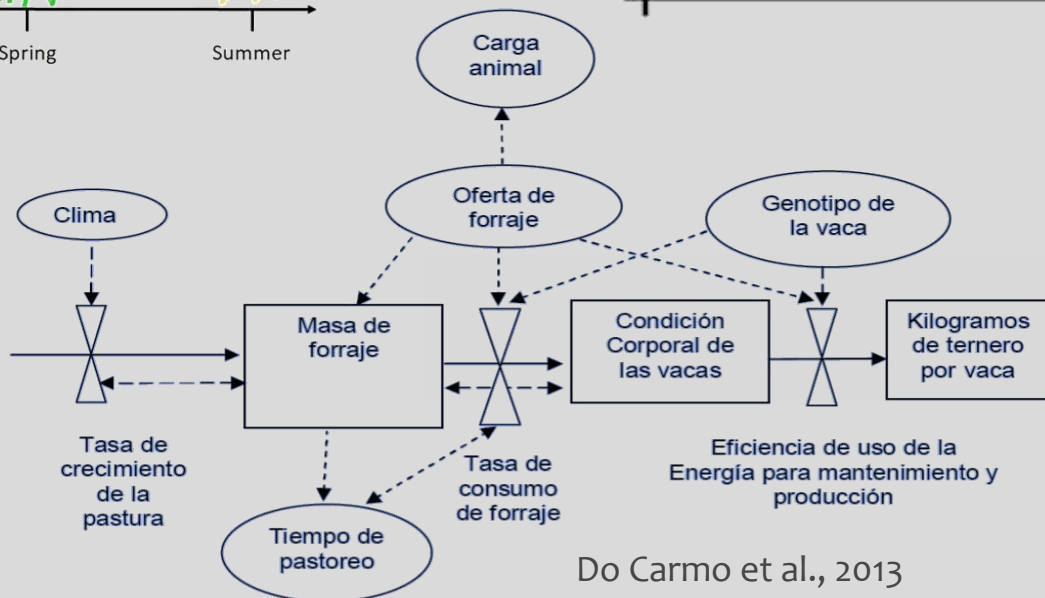 Spring
Summer
Carga
animal
Oferta de
forraje
Genotipo de
la vaca
Clima
Masa de
forraje
Condición
Corporal de
las vacas
Kilogramos
de ternero
por vaca
Tasa de
crecimiento
de la
pastura
Tasa de
consumo
de forraje
Eficiencia de uso de la
Energía para mantenimiento y
producción
Tiempo de
pastoreo
Do Carmo et al., 2013